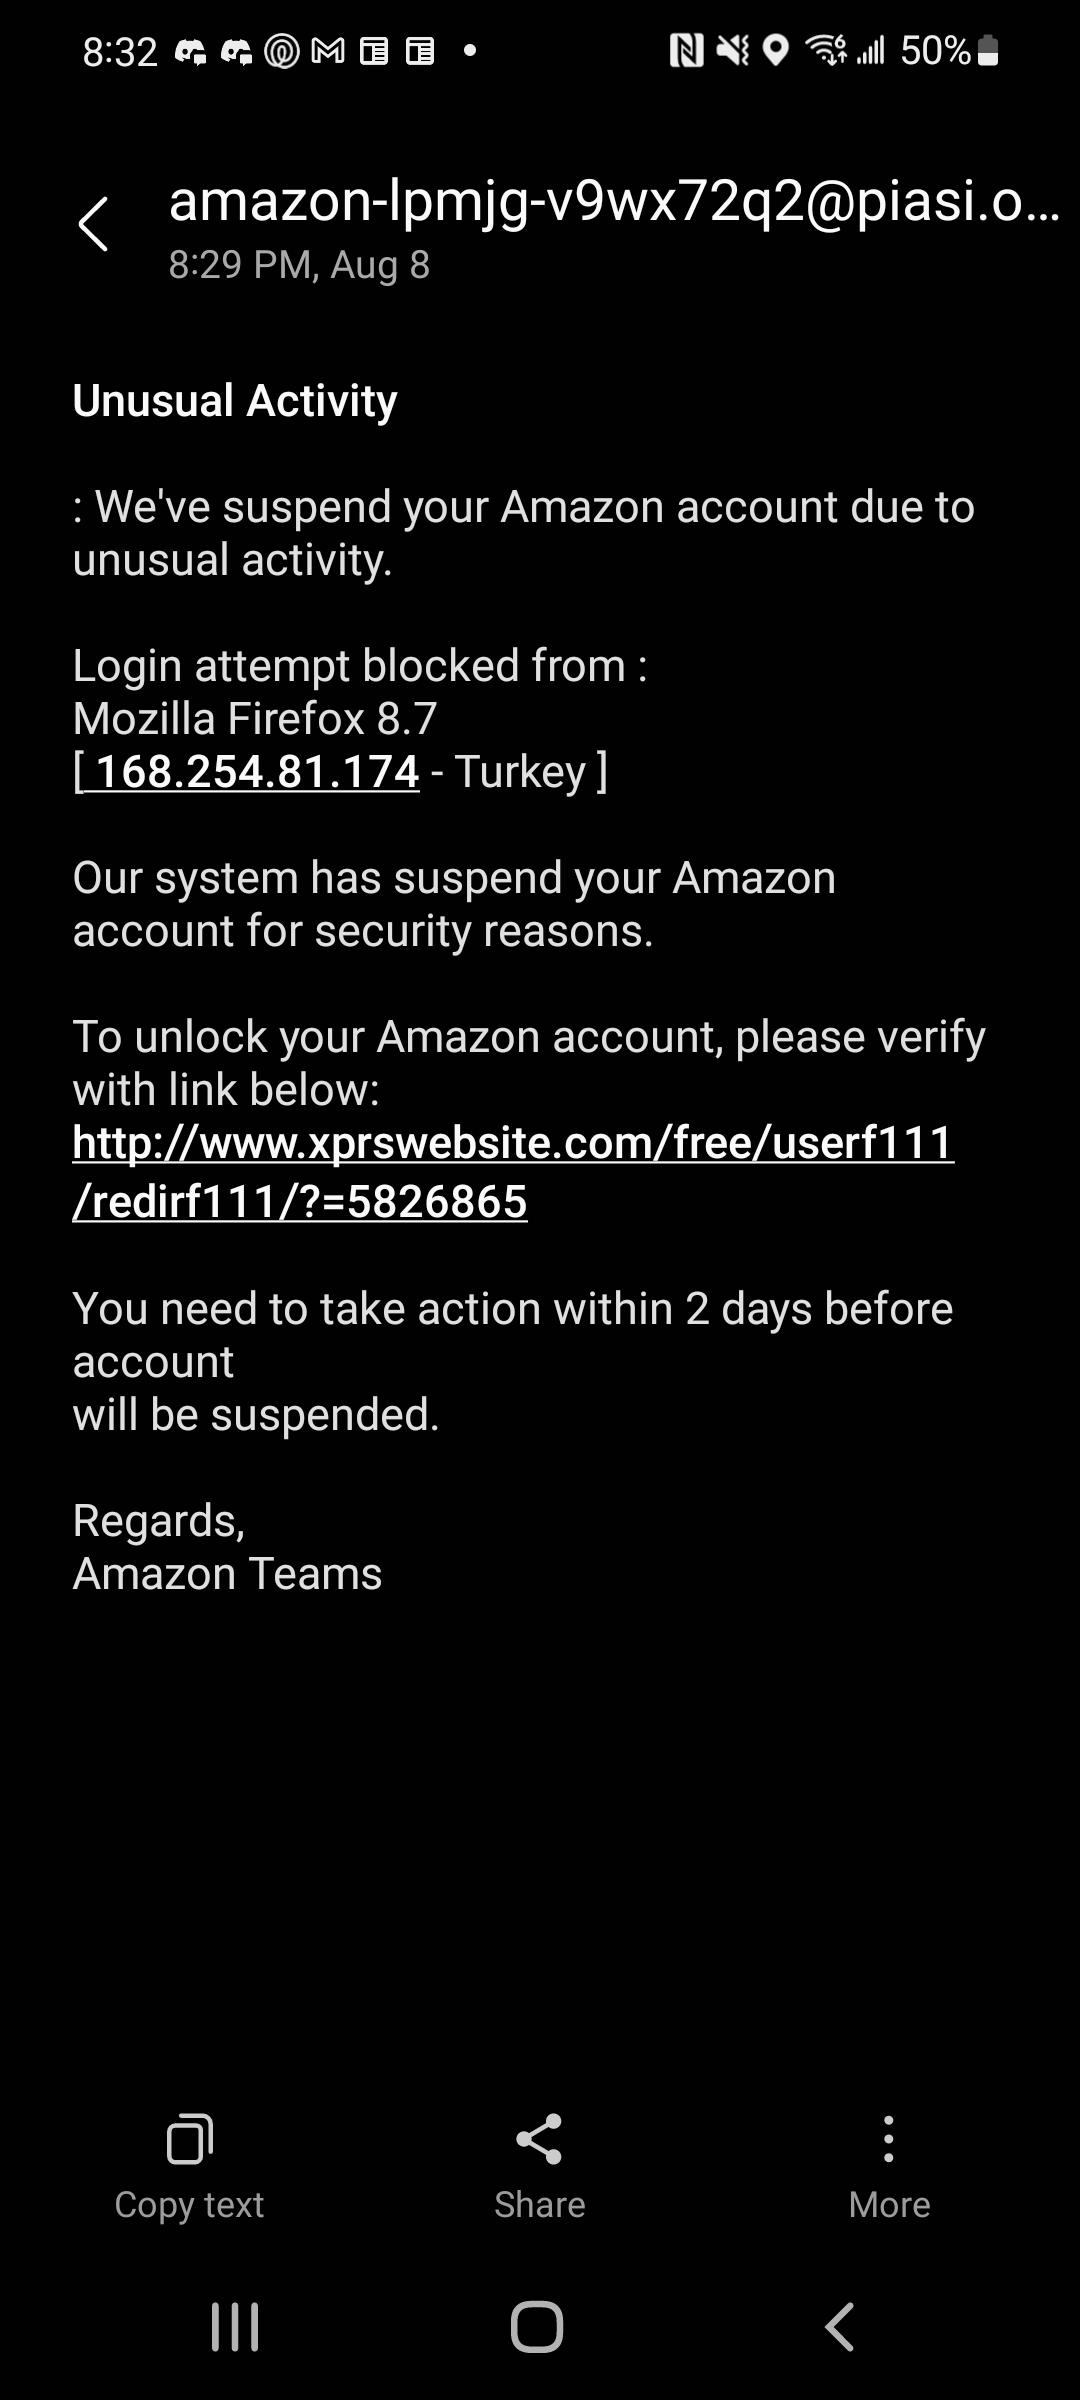 8:32
50%
amazon-lpmjg-v9wx72q2@piasi.o...
8:29 PM, Aug 8
Unusual Activity
: We've suspend your Amazon account due to
unusual activity.
Login attempt blocked from :
Mozilla Firefox 8.7
[ 168.254.81.174 - Turkey ]
Our system has suspend your Amazon
account for security reasons.
To unlock your Amazon account, please verify
with link below:
http://www.xprswebsite.com/free/userf111
/redirf111/?=5826865
You need to take action within 2 days before
account
will be suspended.
Regards,
Amazon Teams
Copy text
Share
More